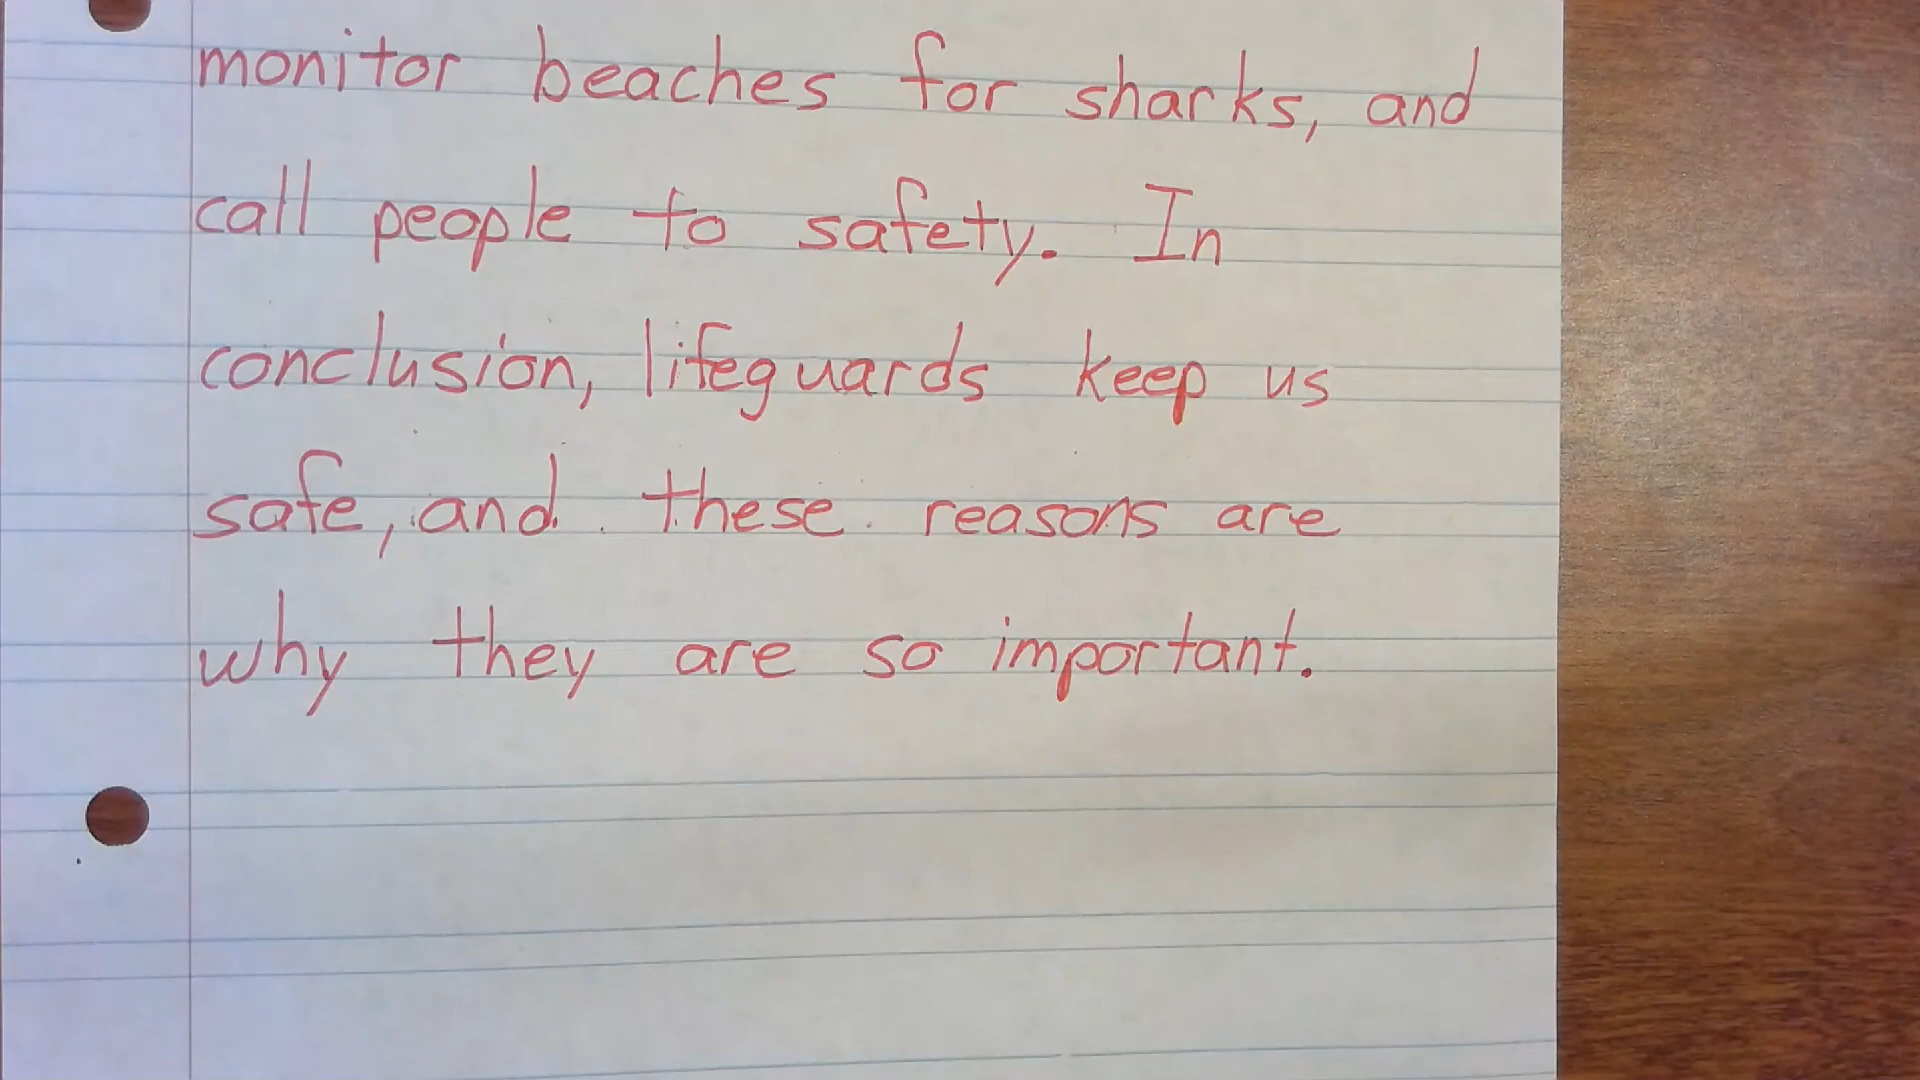 monitor beaches for sharks, and
call people to safety. In
conclusion, lifeguards keep us
safe, and these reasons are
why they are so important.